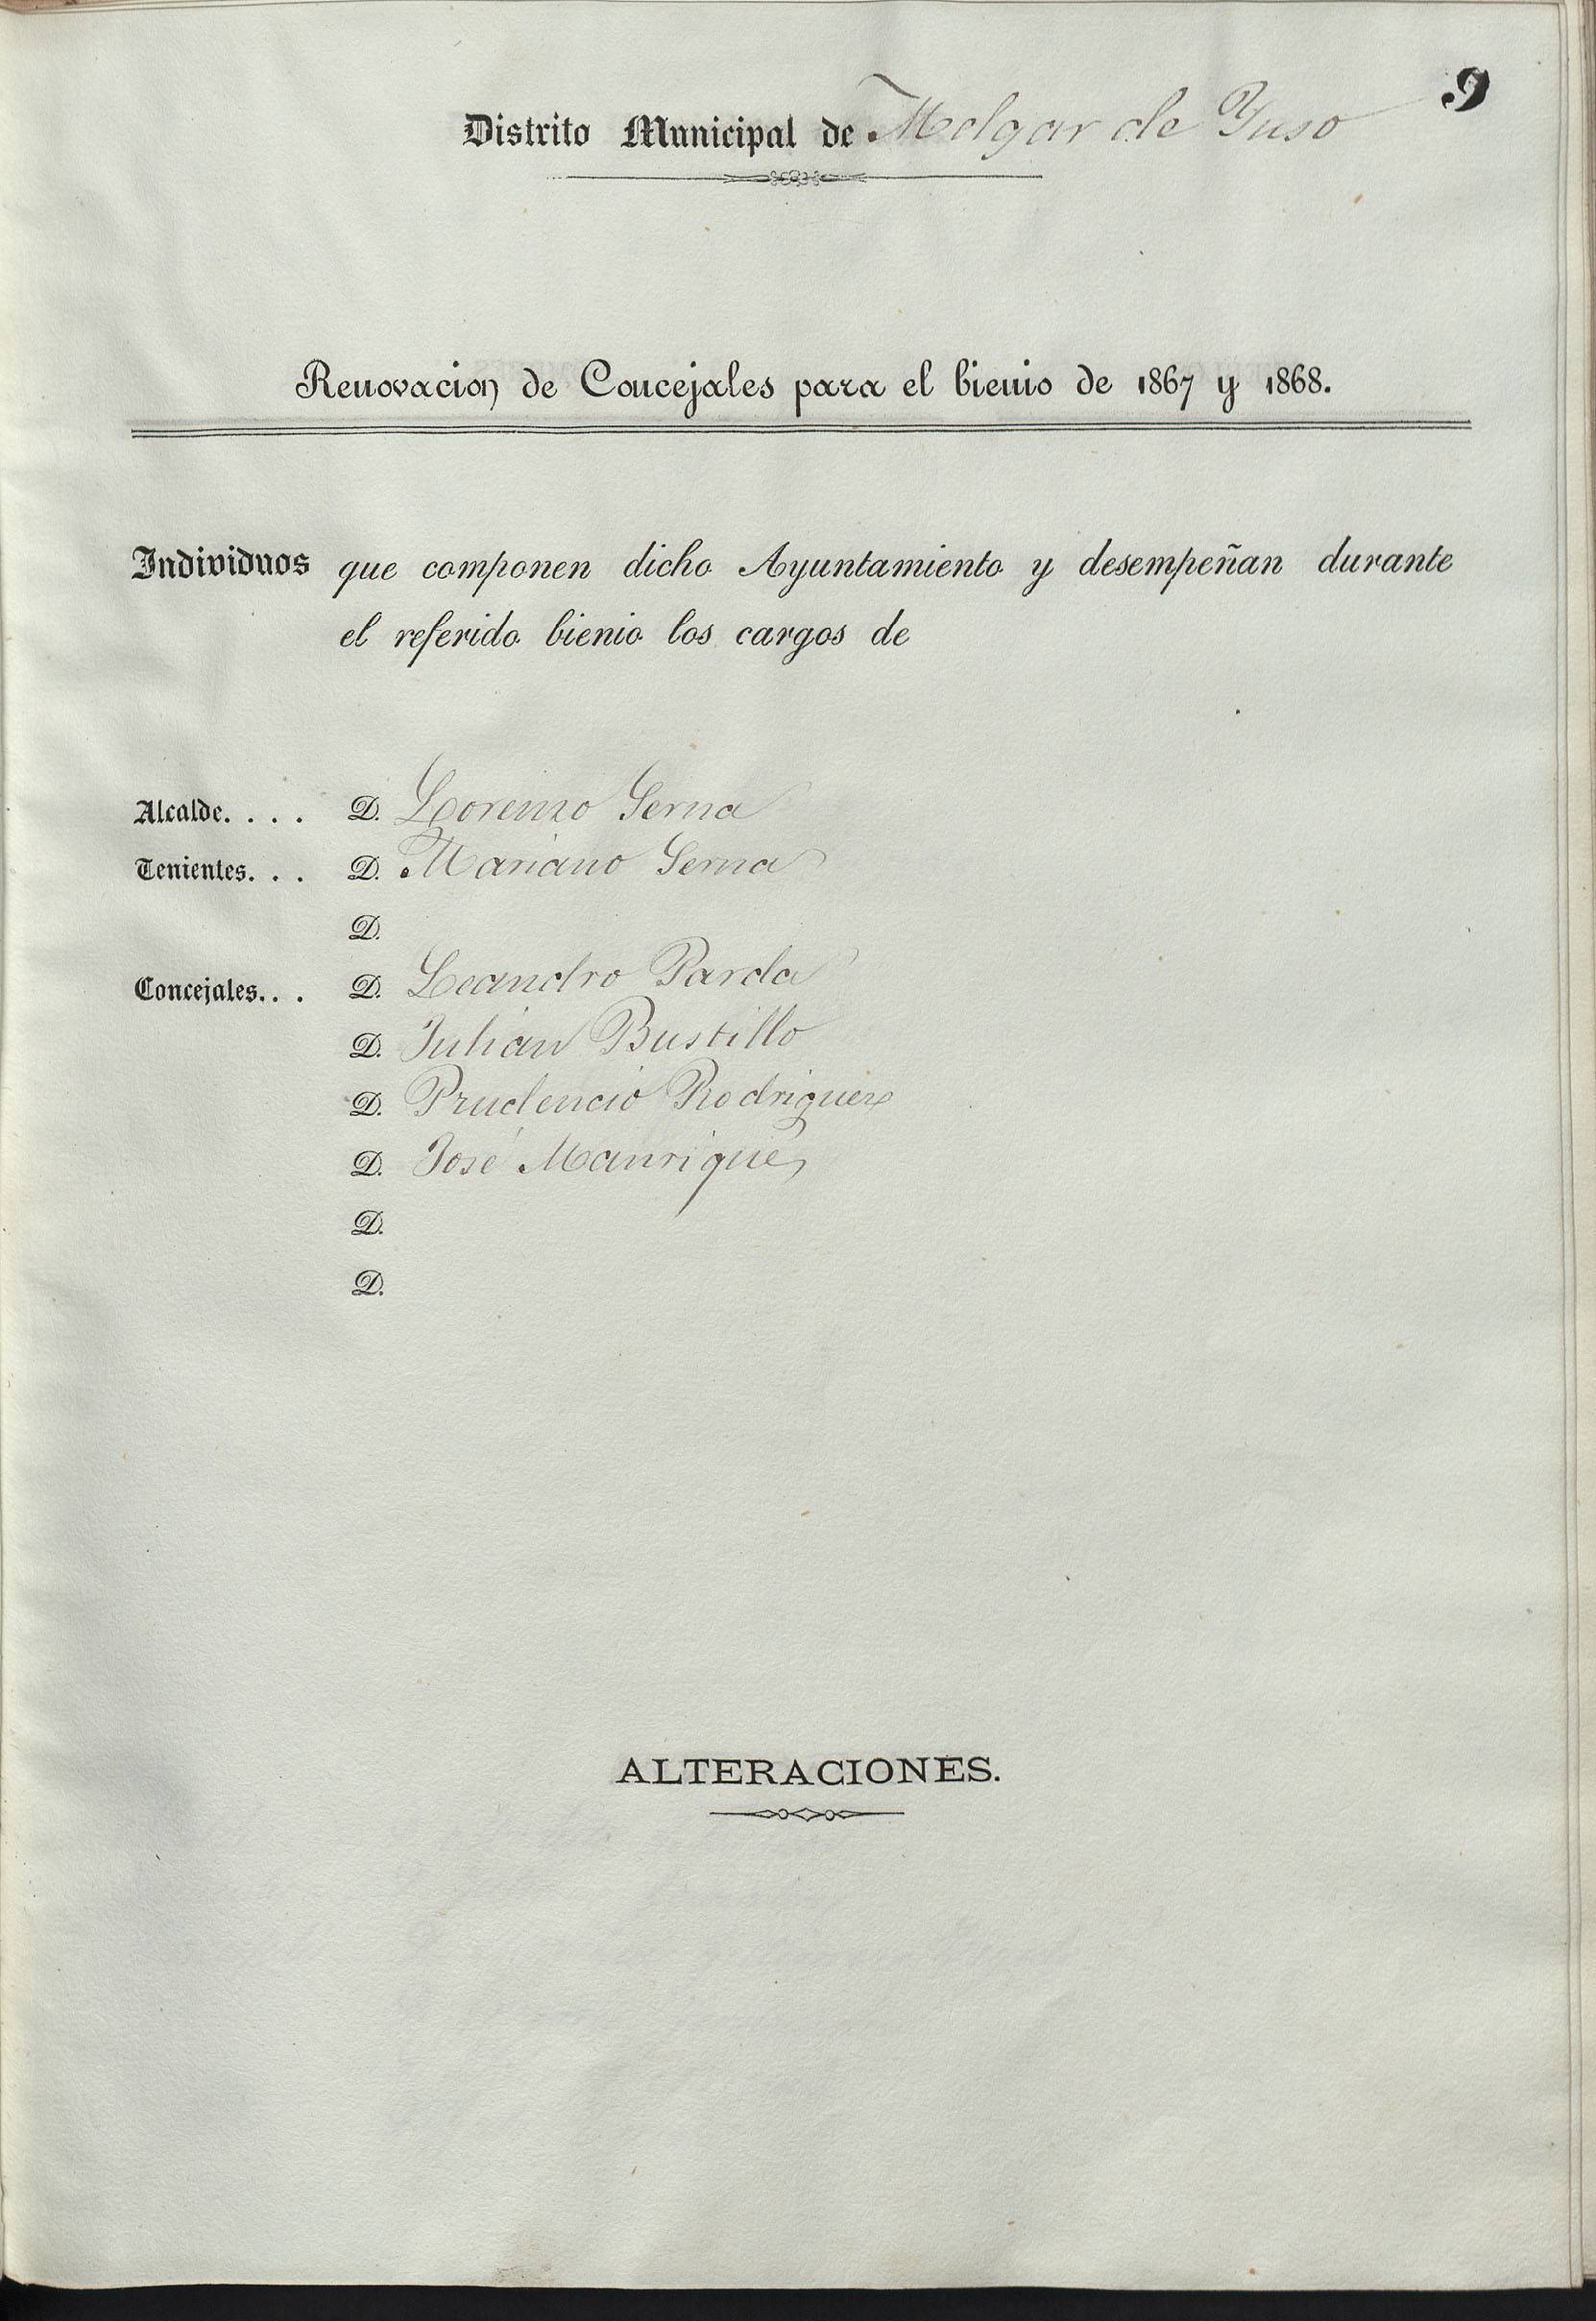 9
Distrito Municipal de Melgar de Yuso
Renovacion de Concejales para el bienio de 1867 y 1868.
Individuos que componen dicho Ayuntamiento y desempeñan durante
el referido bienio los cargos de
Alcalde. . . . D. Lorenzo Serna
Tenientes. . . D. Mariano Serna
D.
Concejales. . . D. Leandro Parda
D. Julian Bustillo
D. Prudencio Rodriguez
D. José Manrique
D.
D.
ALTERACIONES.